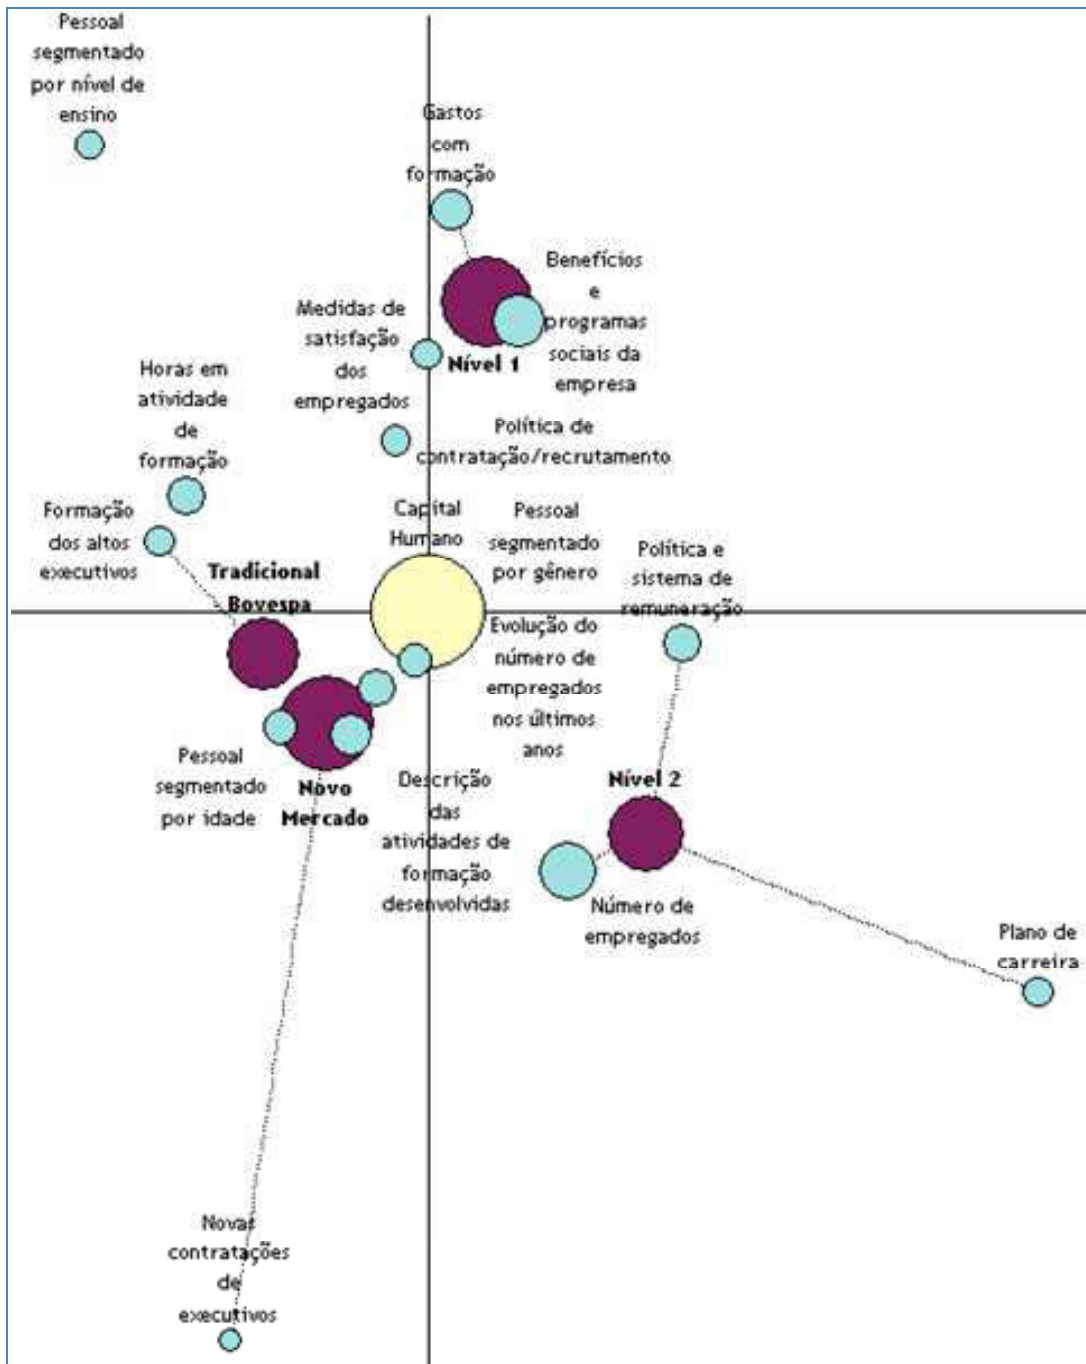 Pessoal
segmentado
por nível de
ensino
Gastos
com
formação
Benefícios
e
programas
sociais da
empresa
Medidas de
satisfação
dos
empregados
Nível 1
Horas em
atividade
de
formação
Política de
contratação/recrutamento
Formação
dos altos
executivos
Capital
Humano
Pessoal
segmentado
por gênero
Política e
sistema de
remuneração
Tradicional
Bovespa
Evolução do
número de
empregados
nos últimos
anos
Pessoal
segmentado
por idade
Novo
Mercado
Descrição
das
atividades de
formação
desenvolvidas
Nível 2
Número de
empregados
Plano de
carreira
Novas
contratações
de
executivos